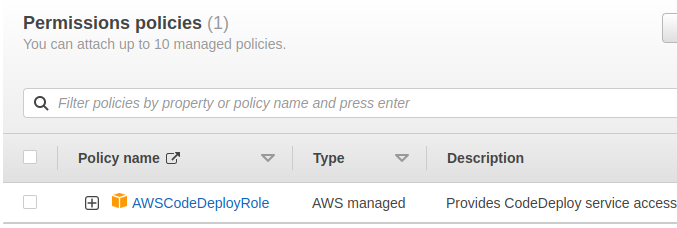 Permissions policies (1)
You can attach up to 10 managed policies.
Filter policies by property or policy name and press enter
Policy name Type Description
AWSCodeDeployRole AWS managed Provides CodeDeploy service access